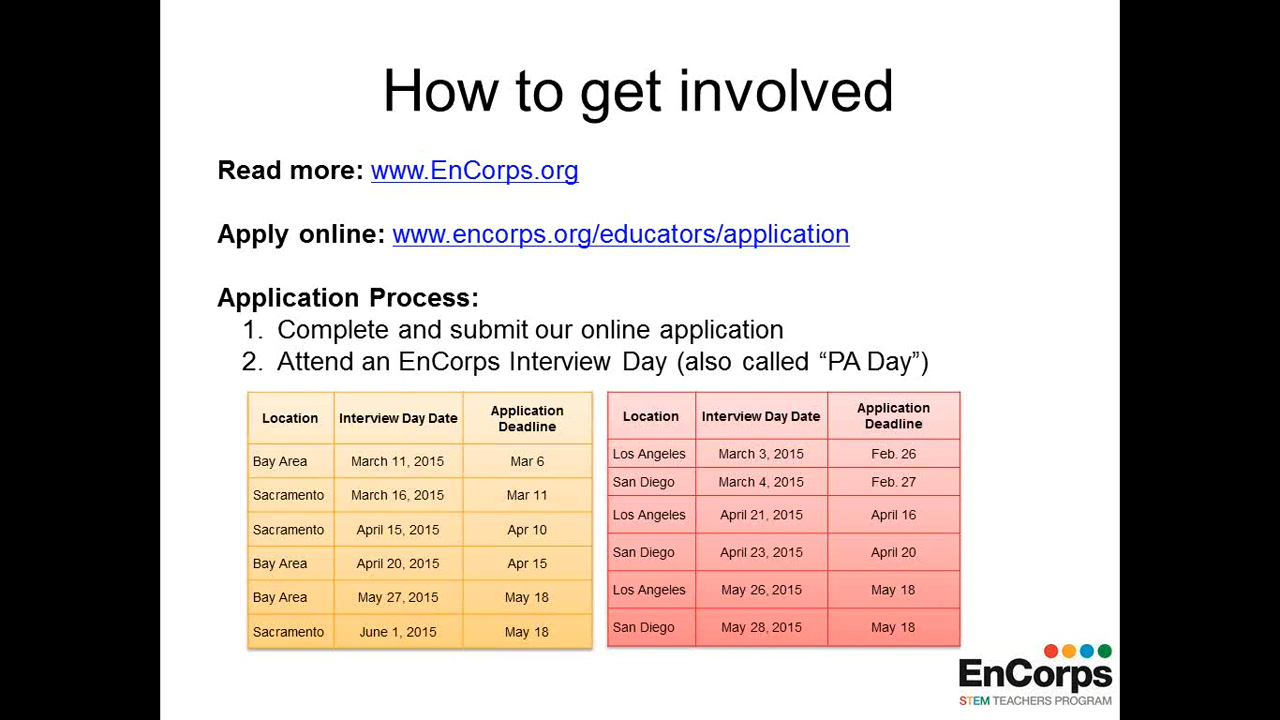 How to get involved
Read more: www.EnCorps.org
Apply online: www.encorps.org/educators/application
Application Process:
1. Complete and submit our online application
2. Attend an EnCorps Interview Day (also called “PA Day”)
Location Interview Day Date Application Deadline
Bay Area March 11, 2015 Mar 6
Sacramento March 16, 2015 Mar 11
Sacramento April 15, 2015 Apr 10
Bay Area April 20, 2015 Apr 15
Bay Area May 27, 2015 May 18
Sacramento June 1, 2015 May 18
Location Interview Day Date Application Deadline
Los Angeles March 3, 2015 Feb. 26
San Diego March 4, 2015 Feb. 27
Los Angeles April 21, 2015 April 16
San Diego April 23, 2015 April 20
Los Angeles May 26, 2015 May 18
San Diego May 28, 2015 May 18
EnCorps
STEM TEACHERS PROGRAM